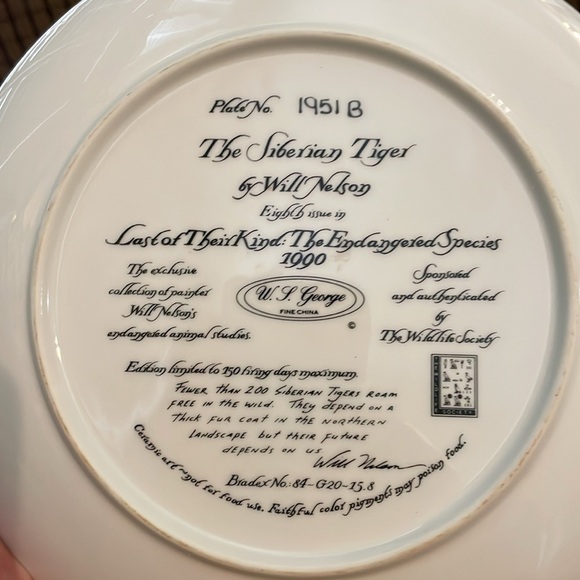 Plate No. 1951 B
The Siberian Tiger
by Will Nelson
Eighth issue in
Last of Their Kind: The Endangered Species
1990
The exclusive
collection of painter
Will Nelson's
endangered animal studies.
W. S. George
FINE CHINA
©
Sponsored
and authenticated
by
The Wildlife Society
Edition limited to 150 firing days maximum.
FEWER THAN 200 SIBERIAN TIGERS ROAM
FREE IN THE WILD. THEY DEPEND ON A
THICK FUR COAT IN THE NORTHERN
LANDSCAPE BUT THEIR FUTURE
DEPENDS ON US
Will Nelson
Bradex No: 84-G20-15.8
Ceramic art - not for food use. Faithful color pigments may poison food.
SOCIETY